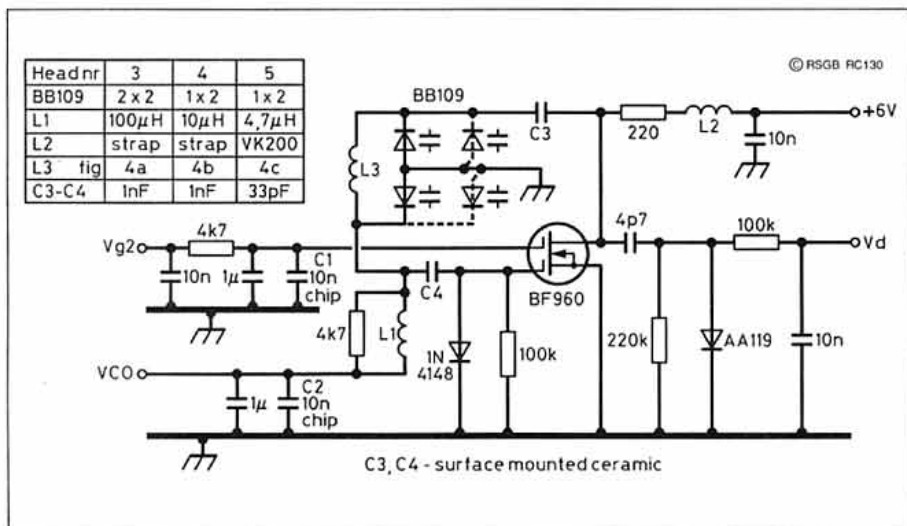 © RSGB RC130
Head nr 3 4 5
BB109 2 x 2 1 x 2 1 x 2
L1 100µH 10µH 4,7µH
L2 strap strap VK200
L3 fig 4a 4b 4c
C3-C4 1nF 1nF 33pF
BB109
C3
220
L2
+6V
10n
L3
4k7
Vg2
10n
1µ
C1
10n
chip
C4
BF960
4p7
100k
Vd
4k7
L1
1N
4148
100k
220k
AA119
10n
VCO
1µ
C2
10n
chip
C3, C4 - surface mounted ceramic